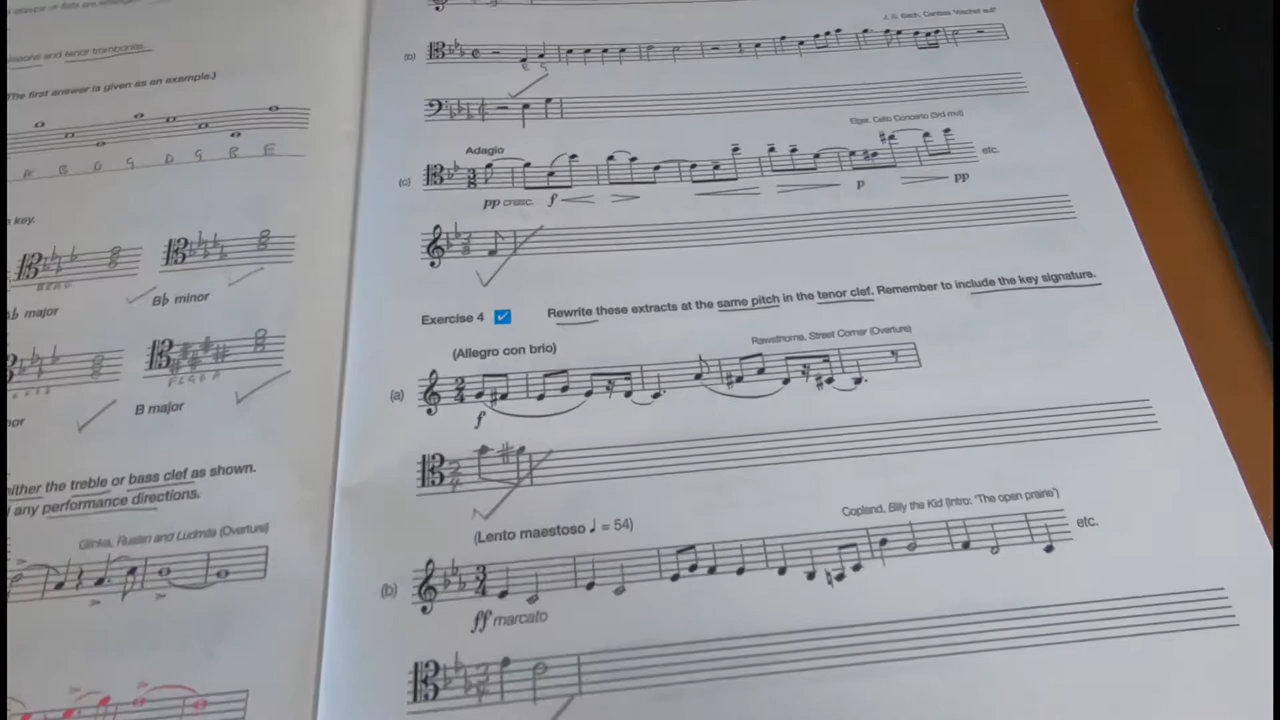 lissons and tenor trombonists.
The first answer is given as an example.)
B D G D G B E
n key.
b major
Bb minor
B major
either the treble or bass clef as shown.
any performance directions.
Glinka, Ruslan and Ludmila (Overture)
J. S. Bach, Cantata 'Wachet auf!'
(b)
Elgar, Cello Concerto (3rd mvt)
Adagio
(c)
etc.
pp cresc. f p pp
Exercise 4 Rewrite these extracts at the same pitch in the tenor clef. Remember to include the key signature.
(Allegro con brio)
Rawsthorne, Street Corner (Overture)
(a)
f
(Lento maestoso ♩ = 54)
Copland, Billy the Kid (Intro: 'The open prairie')
(b)
etc.
ff marcato